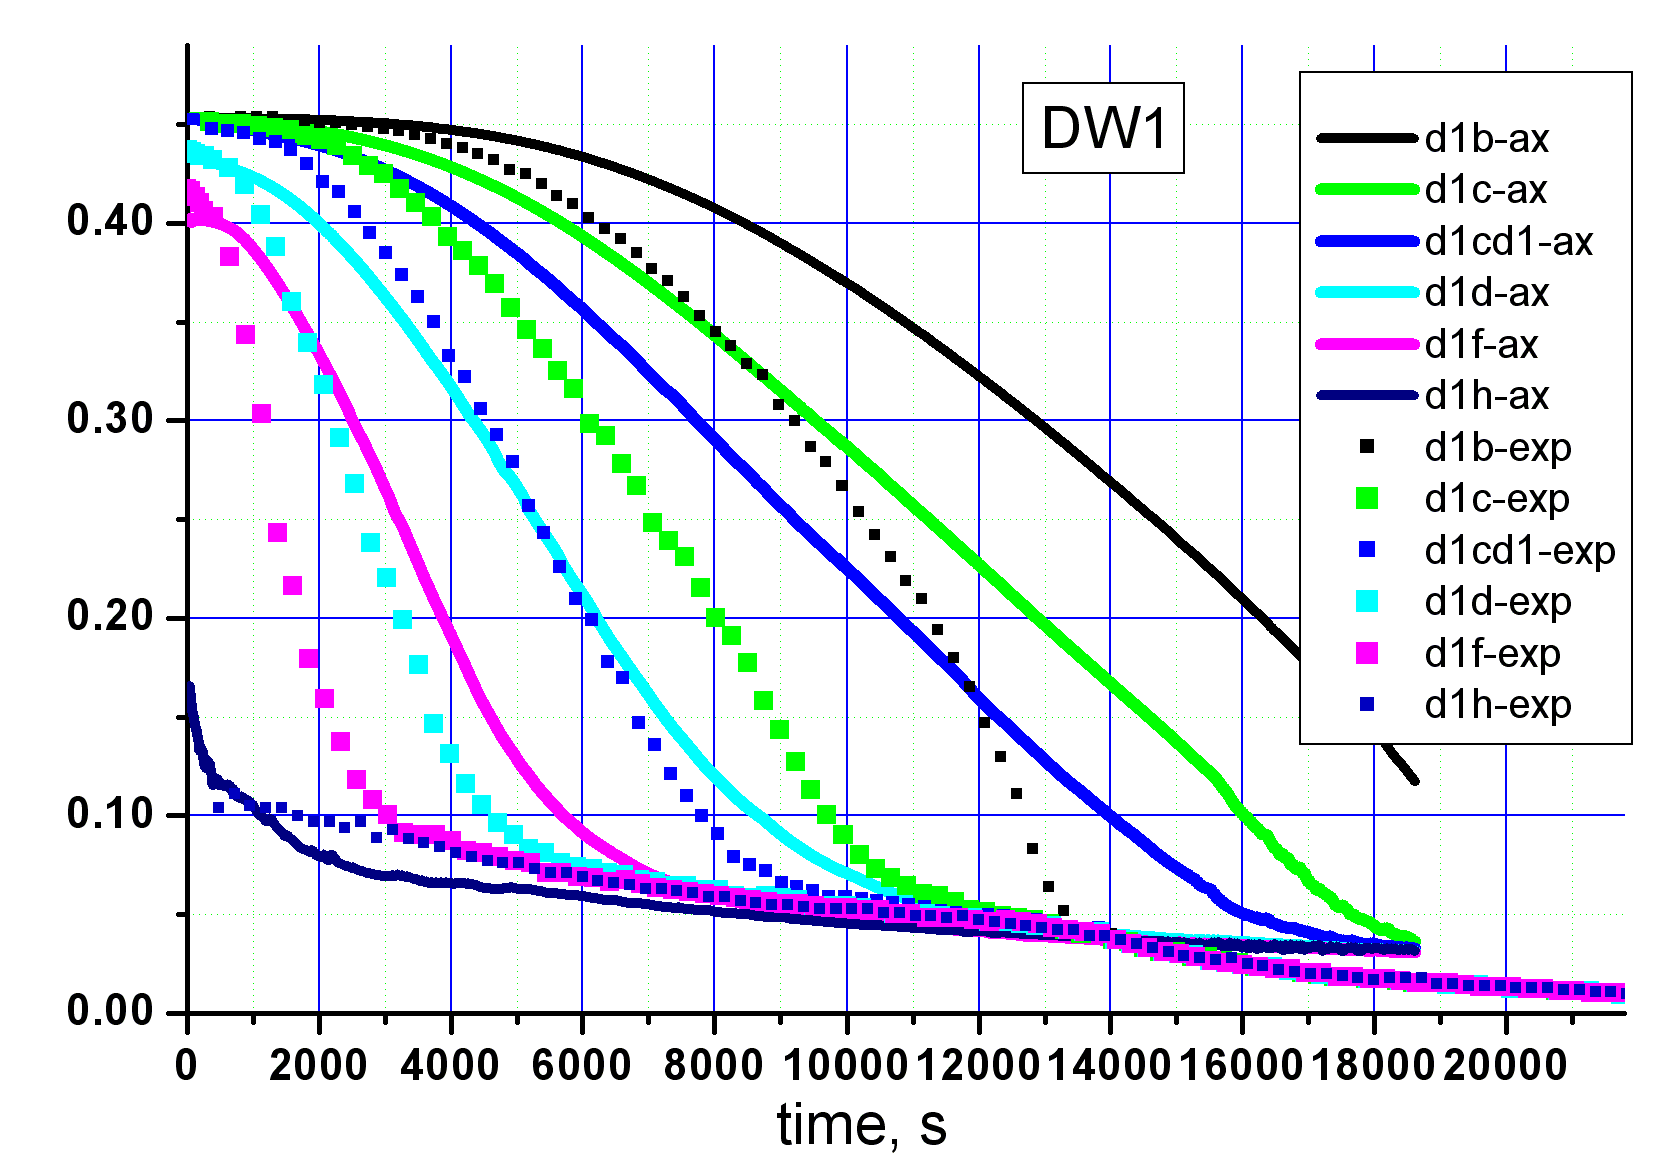 DW1
d1b-ax
d1c-ax
d1cd1-ax
d1d-ax
d1f-ax
d1h-ax
d1b-exp
d1c-exp
d1cd1-exp
d1d-exp
d1f-exp
d1h-exp
0.40
0.30
0.20
0.10
0.00
0 2000 4000 6000 8000 10000 12000 14000 16000 18000 20000
time, s